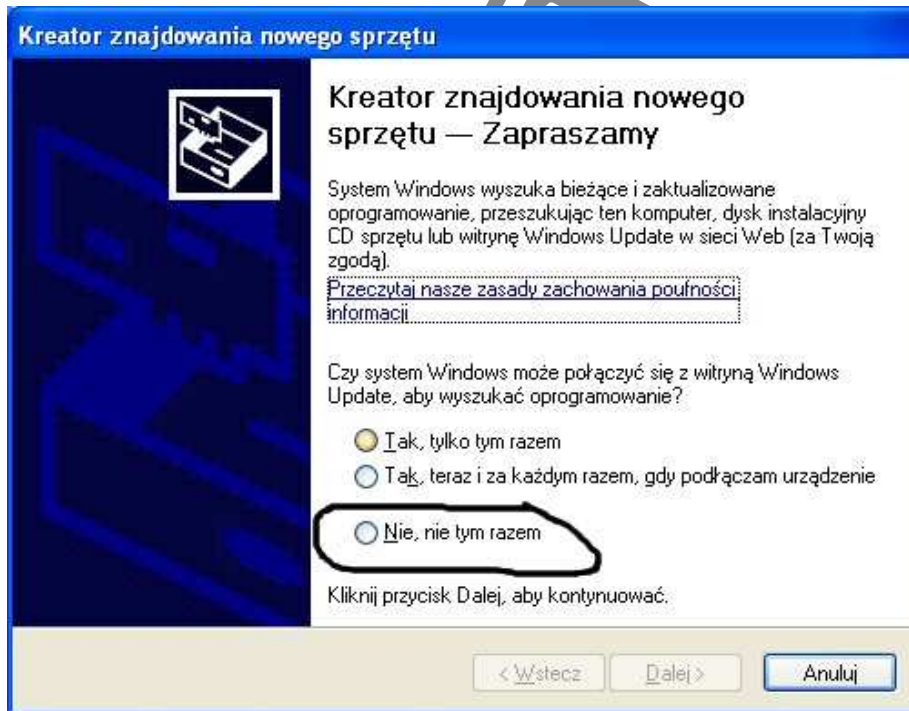 Kreator znajdowania nowego sprzętu
Kreator znajdowania nowego
sprzętu — Zapraszamy
System Windows wyszuka bieżące i zaktualizowane
oprogramowanie, przeszukując ten komputer, dysk instalacyjny
CD sprzętu lub witrynę Windows Update w sieci Web (za Twoją
zgodą).
Przeczytaj nasze zasady zachowania poufności
informacji
Czy system Windows może połączyć się z witryną Windows
Update, aby wyszukać oprogramowanie?
Tak, tylko tym razem
Tak, teraz i za każdym razem, gdy podłączam urządzenie
Nie, nie tym razem
Kliknij przycisk Dalej, aby kontynuować.
< Wstecz
Dalej >
Anuluj